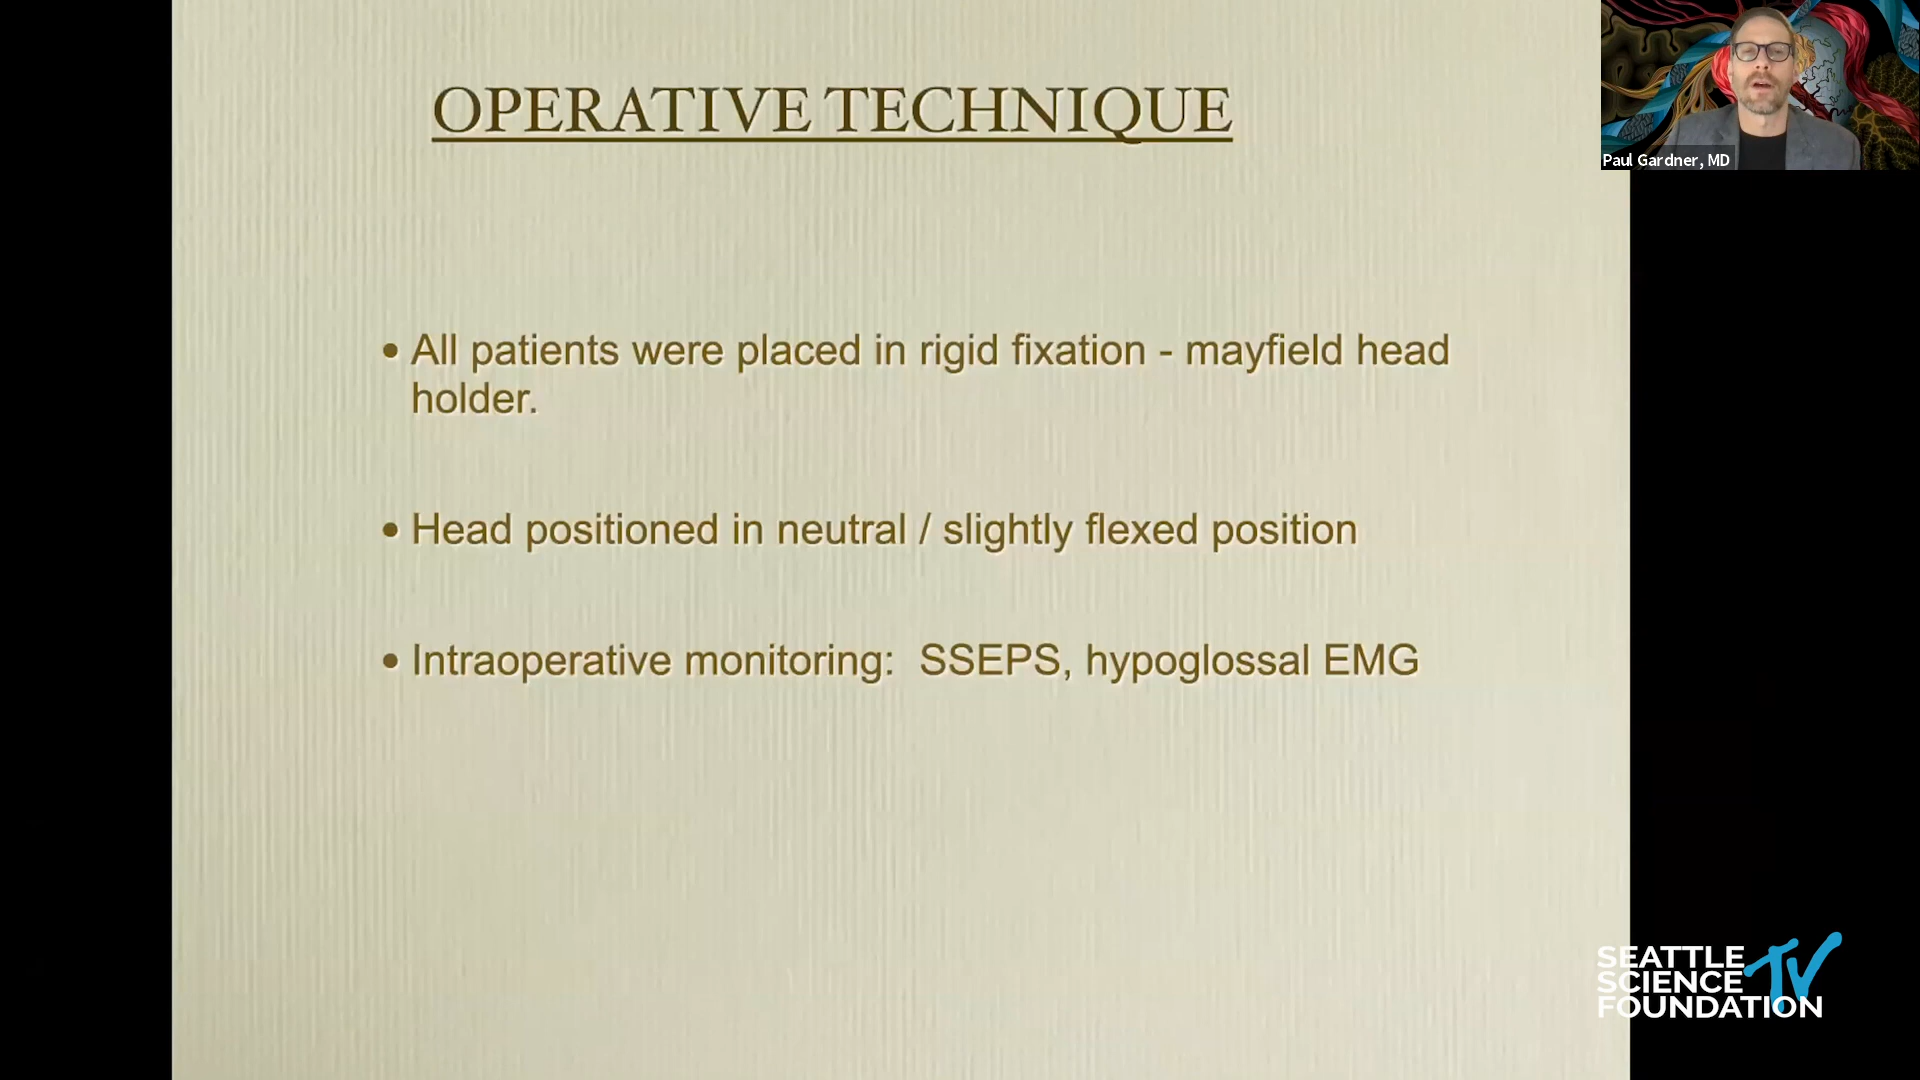 OPERATIVE TECHNIQUE
• All patients were placed in rigid fixation - mayfield head
holder.
• Head positioned in neutral / slightly flexed position
• Intraoperative monitoring:  SSEPS, hypoglossal EMG
Paul Gardner, MD
SEATTLE
SCIENCE
FOUNDATION
TV